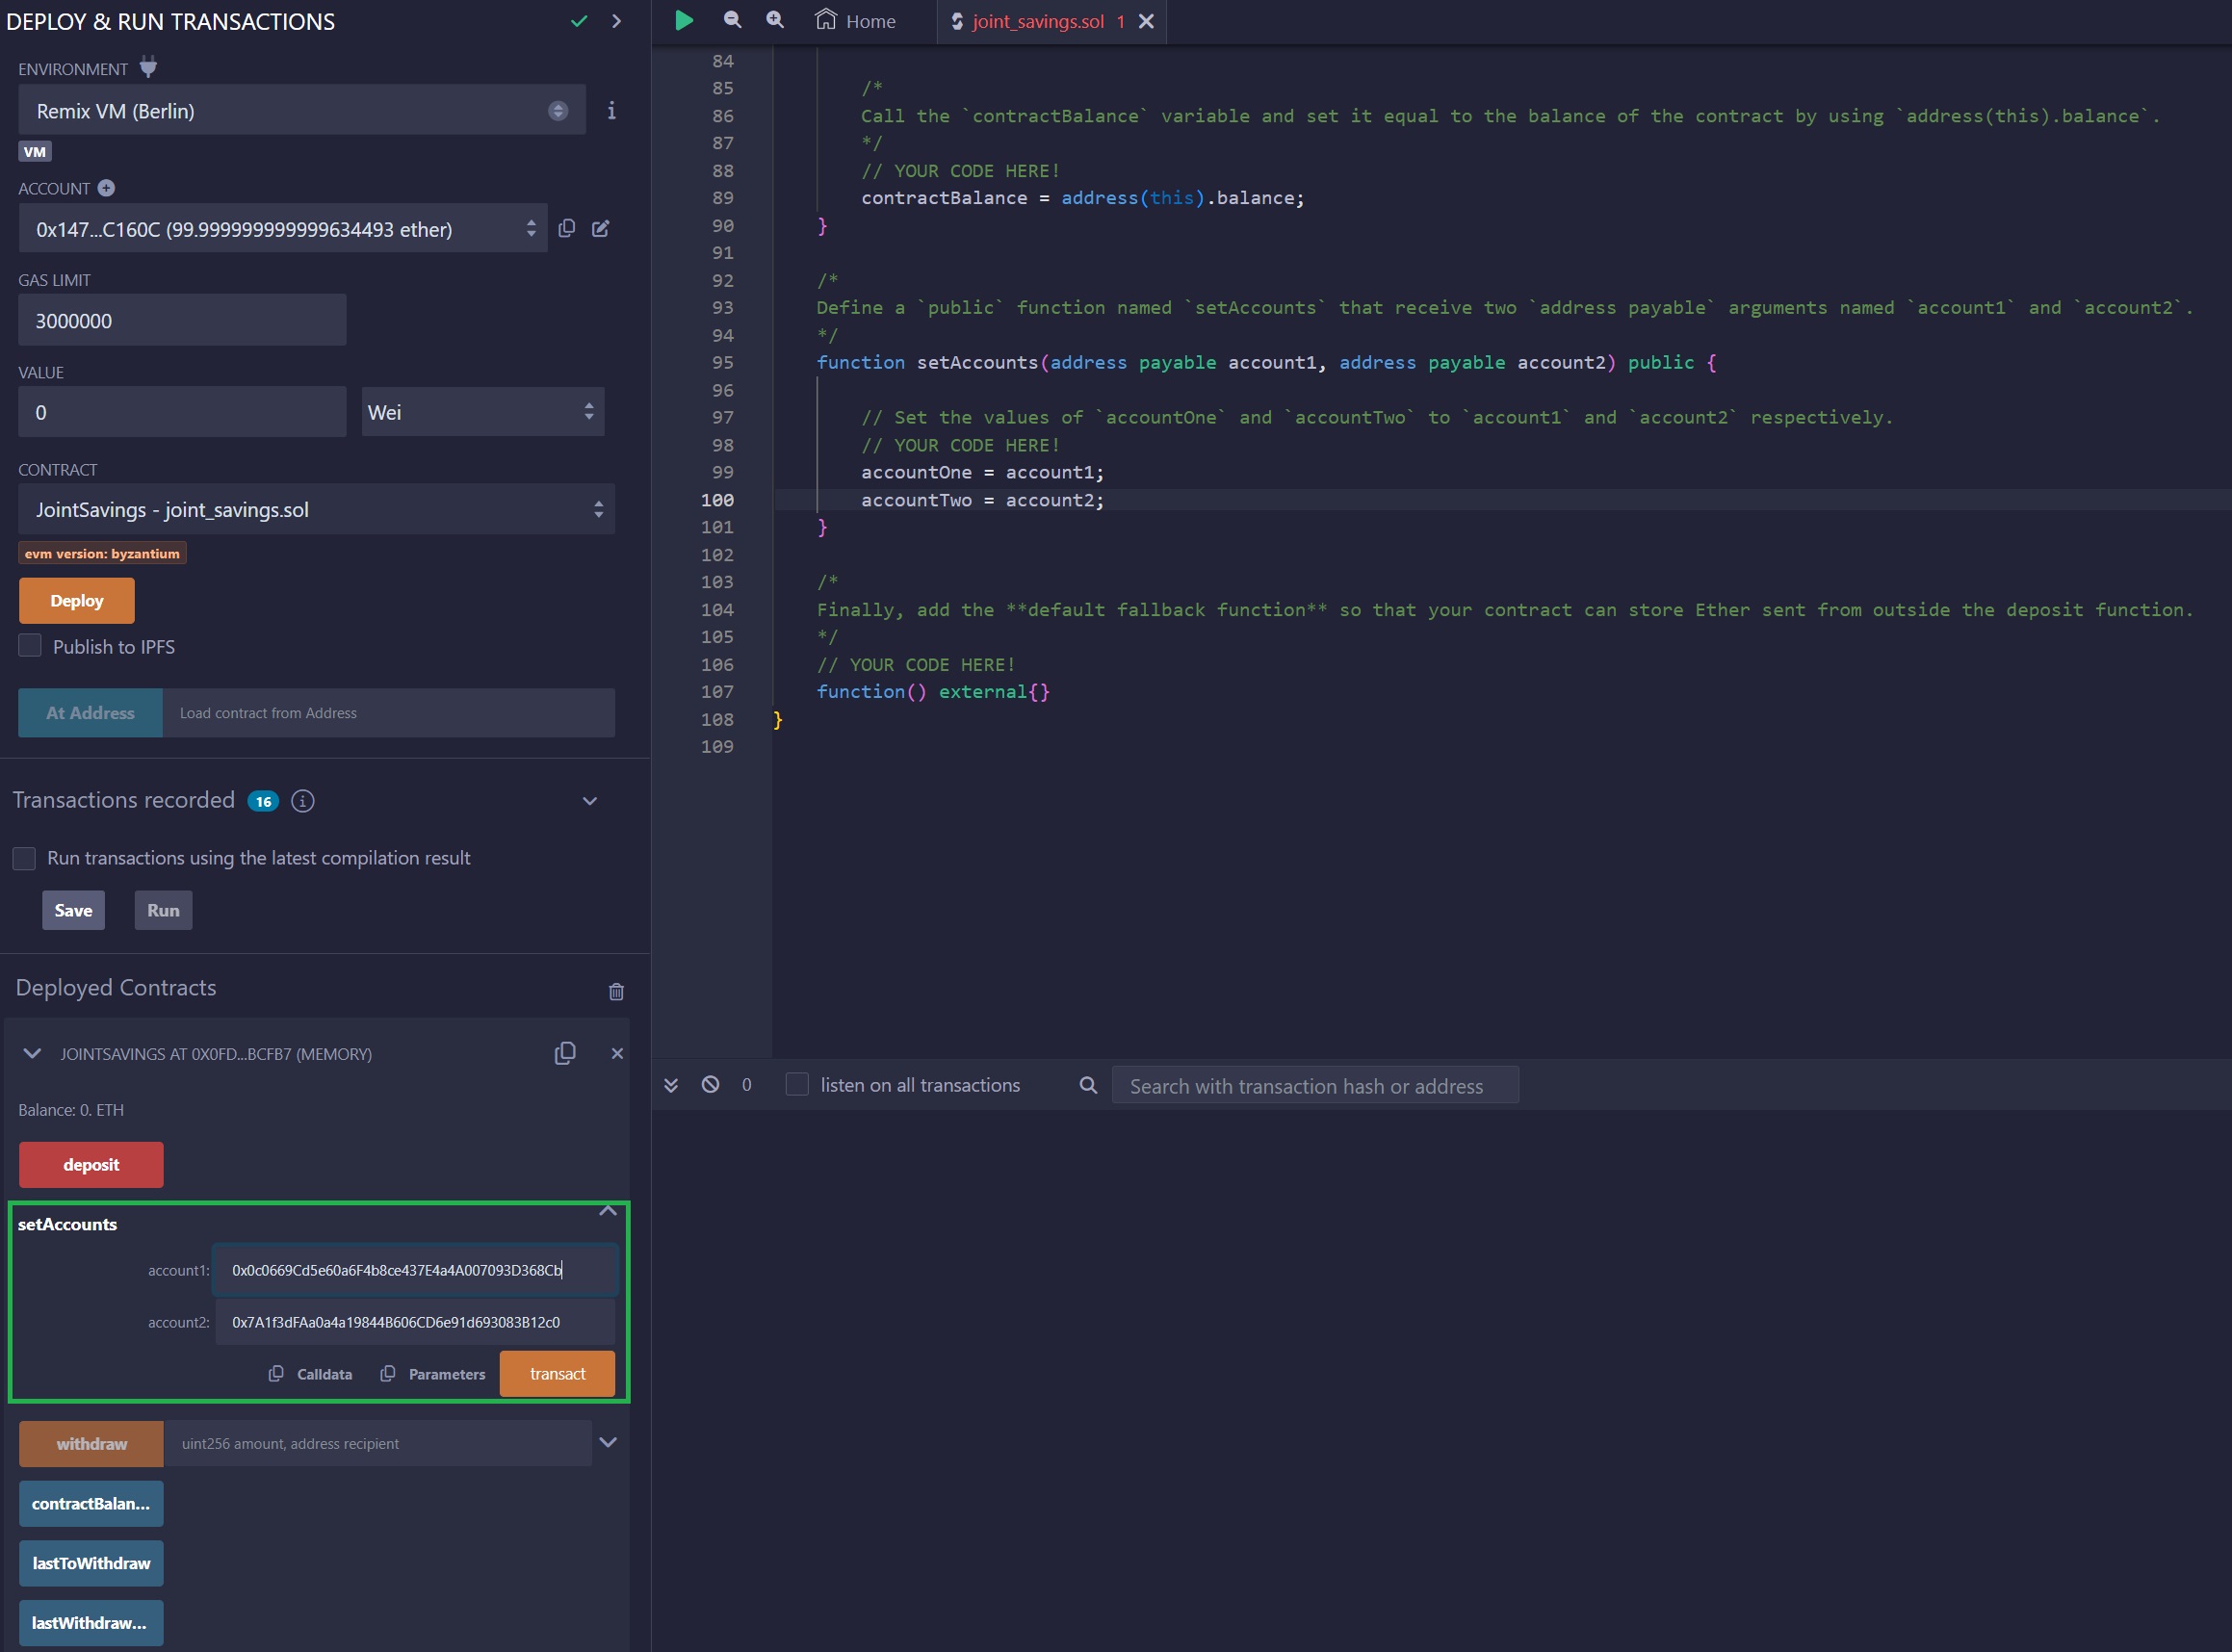 DEPLOY & RUN TRANSACTIONS
ENVIRONMENT
Remix VM (Berlin)
VM
ACCOUNT
0x147...C160C (99.999999999999634493 ether)
GAS LIMIT
3000000
VALUE
0
Wei
CONTRACT
JointSavings - joint_savings.sol
evm version: byzantium
Deploy
Publish to IPFS
At Address
Load contract from Address
Transactions recorded 16
Run transactions using the latest compilation result
Save
Run
Deployed Contracts
JOINTSAVINGS AT 0X0FD...BCFB7 (MEMORY)
Balance: 0. ETH
deposit
setAccounts
account1: 0x0c0669Cd5e60a6F4b8ce437E4a4A007093D368Cb
account2: 0x7A1f3dFAa0a4a19844B606CD6e91d693083B12c0
Calldata
Parameters
transact
withdraw
uint256 amount, address recipient
contractBalan...
lastToWithdraw
lastWithdraw...
Home
joint_savings.sol 1
84
85 /*
86 Call the `contractBalance` variable and set it equal to the balance of the contract by using `address(this).balance`.
87 */
88 // YOUR CODE HERE!
89 contractBalance = address(this).balance;
90 }
91
92 /*
93 Define a `public` function named `setAccounts` that receive two `address payable` arguments named `account1` and `account2`.
94 */
95 function setAccounts(address payable account1, address payable account2) public {
96
97 // Set the values of `accountOne` and `accountTwo` to `account1` and `account2` respectively.
98 // YOUR CODE HERE!
99 accountOne = account1;
100 accountTwo = account2;
101 }
102
103 /*
104 Finally, add the **default fallback function** so that your contract can store Ether sent from outside the deposit function.
105 */
106 // YOUR CODE HERE!
107 function() external{}
108 }
109
0
listen on all transactions
Search with transaction hash or address